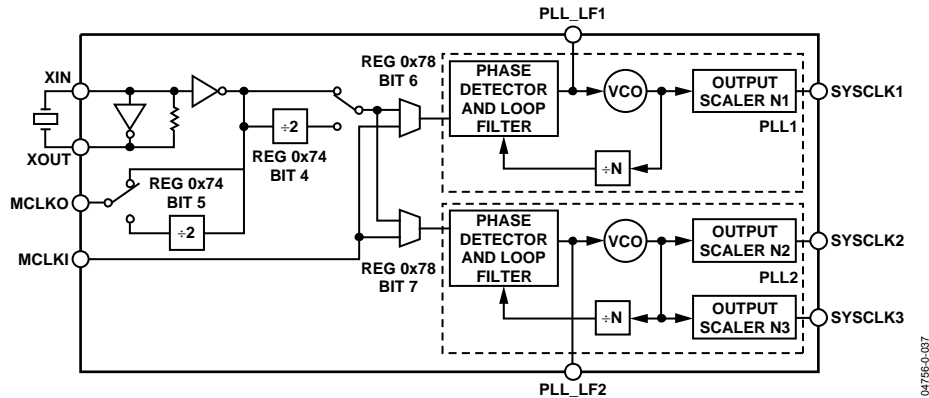 PLL_LF1
XIN
XOUT
MCLKO
MCLKI
REG 0x74
BIT 5
÷2
÷2
REG 0x74
BIT 4
REG 0x78
BIT 6
REG 0x78
BIT 7
PHASE
DETECTOR
AND LOOP
FILTER
VCO
OUTPUT
SCALER N1
PLL1
÷N
SYSCLK1
PHASE
DETECTOR
AND LOOP
FILTER
VCO
OUTPUT
SCALER N2
PLL2
÷N
OUTPUT
SCALER N3
SYSCLK2
SYSCLK3
PLL_LF2
04756-0-037